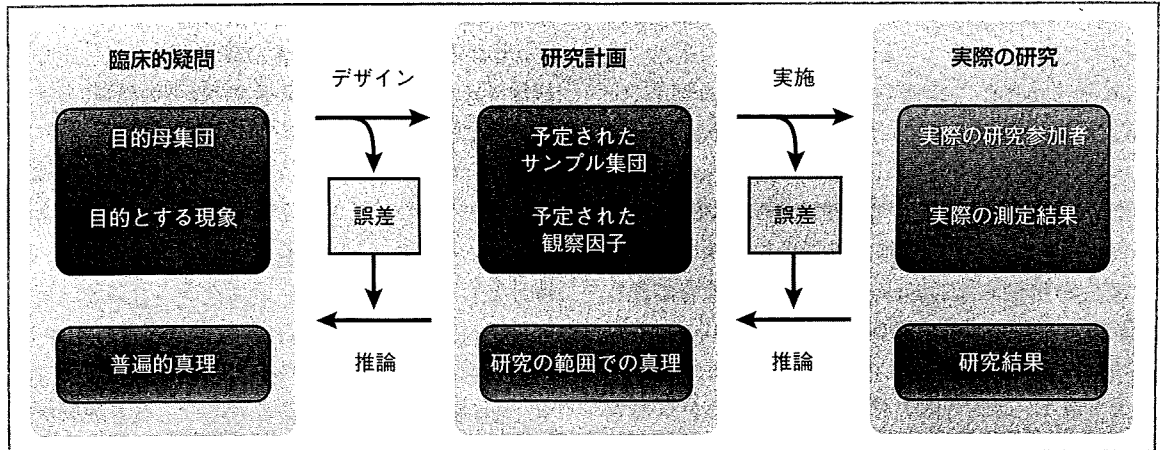 臨床的疑問
目的母集団
目的とする現象
普遍的真理
デザイン
誤差
推論
研究計画
予定された
サンプル集団
予定された
観察因子
研究の範囲での真理
実施
誤差
推論
実際の研究
実際の研究参加者
実際の測定結果
研究結果